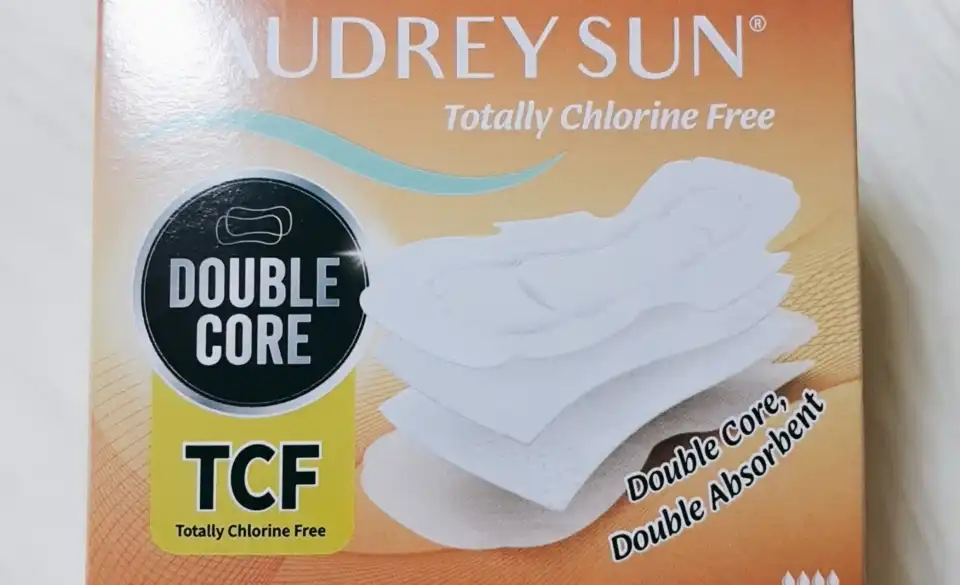 AUDREY SUN®
Totally Chlorine Free
DOUBLE
CORE
TCF
Totally Chlorine Free
Double Core,
Double Absorbent